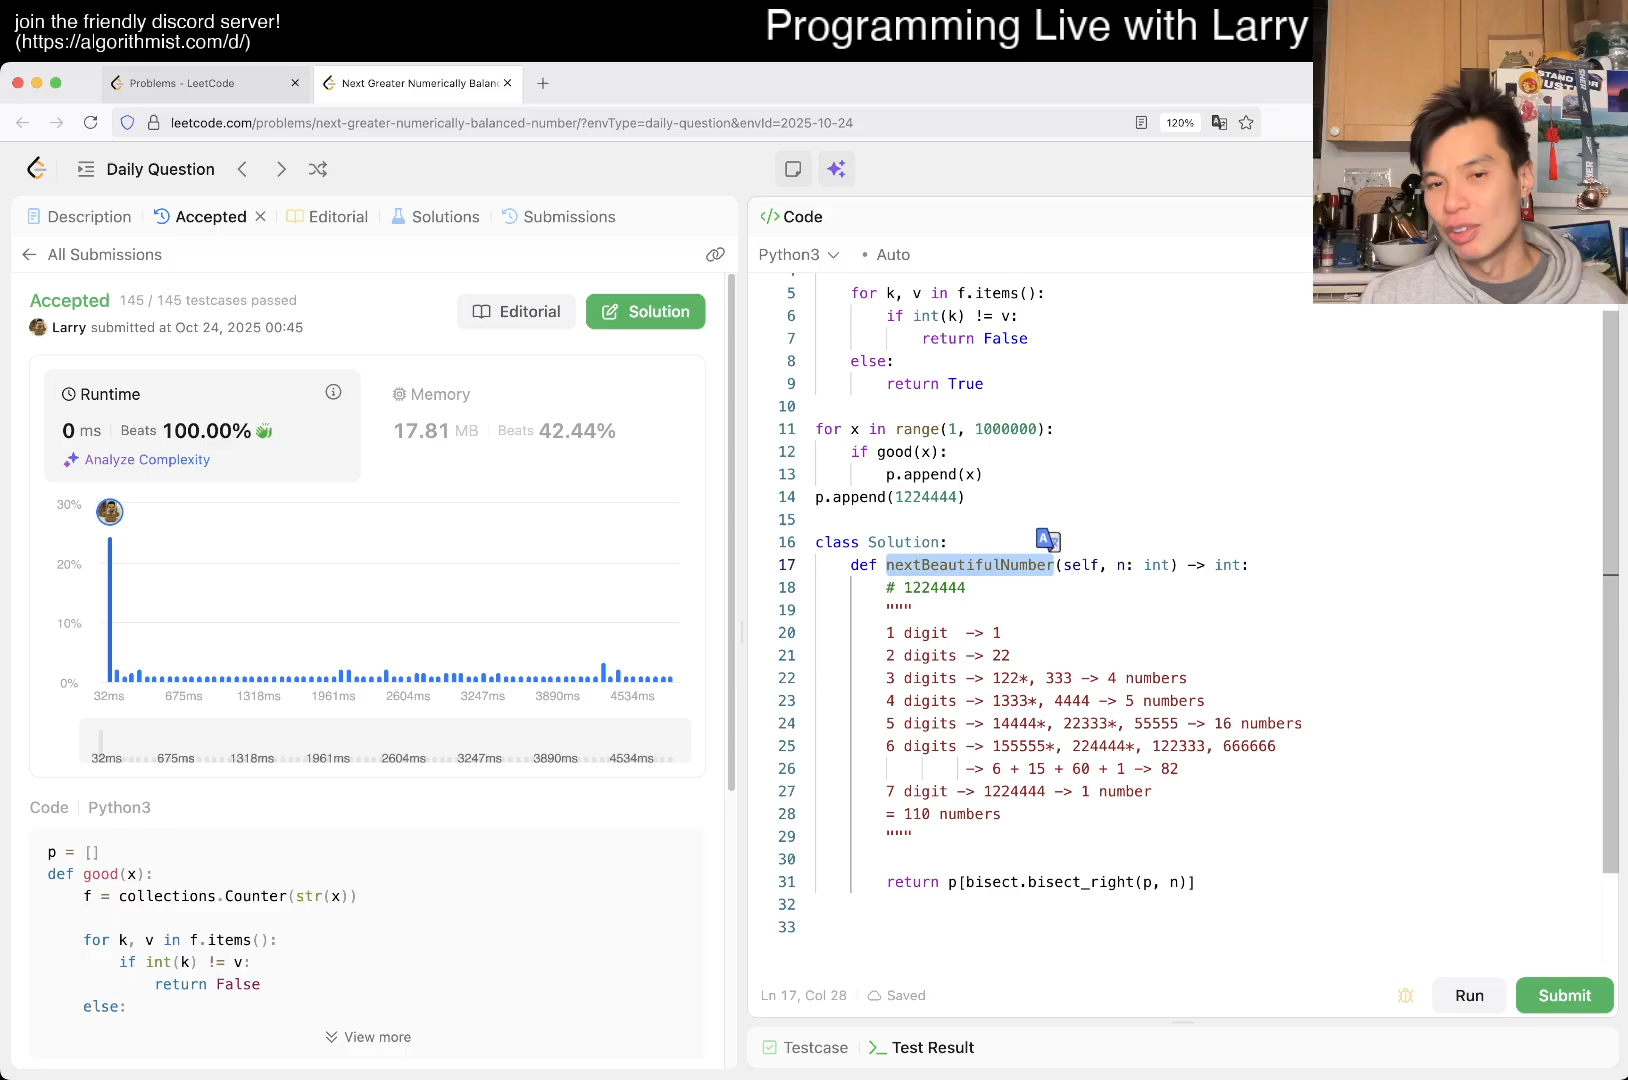 join the friendly discord server!
(https://algorithmist.com/d/)
Programming Live with Larry
Problems - LeetCode
Next Greater Numerically Balanc
leetcode.com/problems/next-greater-numerically-balanced-number/?envType=daily-question&envId=2025-10-24
120%
Daily Question
Description
Accepted
Editorial
Solutions
Submissions
All Submissions
Accepted 145 / 145 testcases passed
Larry submitted at Oct 24, 2025 00:45
Editorial
Solution
Runtime
0 ms Beats 100.00%
Analyze Complexity
Memory
17.81 MB Beats 42.44%
30%
20%
10%
0%
32ms 675ms 1318ms 1961ms 2604ms 3247ms 3890ms 4534ms
32ms 675ms 1318ms 1961ms 2604ms 3247ms 3890ms 4534ms
Code Python3
p = []
def good(x):
f = collections.Counter(str(x))
for k, v in f.items():
if int(k) != v:
return False
else:
View more
</> Code
Python3 • Auto
5 for k, v in f.items():
6 if int(k) != v:
7 return False
8 else:
9 return True
10
11 for x in range(1, 1000000):
12 if good(x):
13 p.append(x)
14 p.append(1224444)
15
16 class Solution:
17 def nextBeautifulNumber(self, n: int) -> int:
18 # 1224444
19 """
20 1 digit -> 1
21 2 digits -> 22
22 3 digits -> 122*, 333 -> 4 numbers
23 4 digits -> 1333*, 4444 -> 5 numbers
24 5 digits -> 14444*, 22333*, 55555 -> 16 numbers
25 6 digits -> 155555*, 224444*, 122333, 666666
26 -> 6 + 15 + 60 + 1 -> 82
27 7 digit -> 1224444 -> 1 number
28 = 110 numbers
29 """
30
31 return p[bisect.bisect_right(p, n)]
32
33
Ln 17, Col 28 Saved
Run
Submit
Testcase
Test Result
STAND